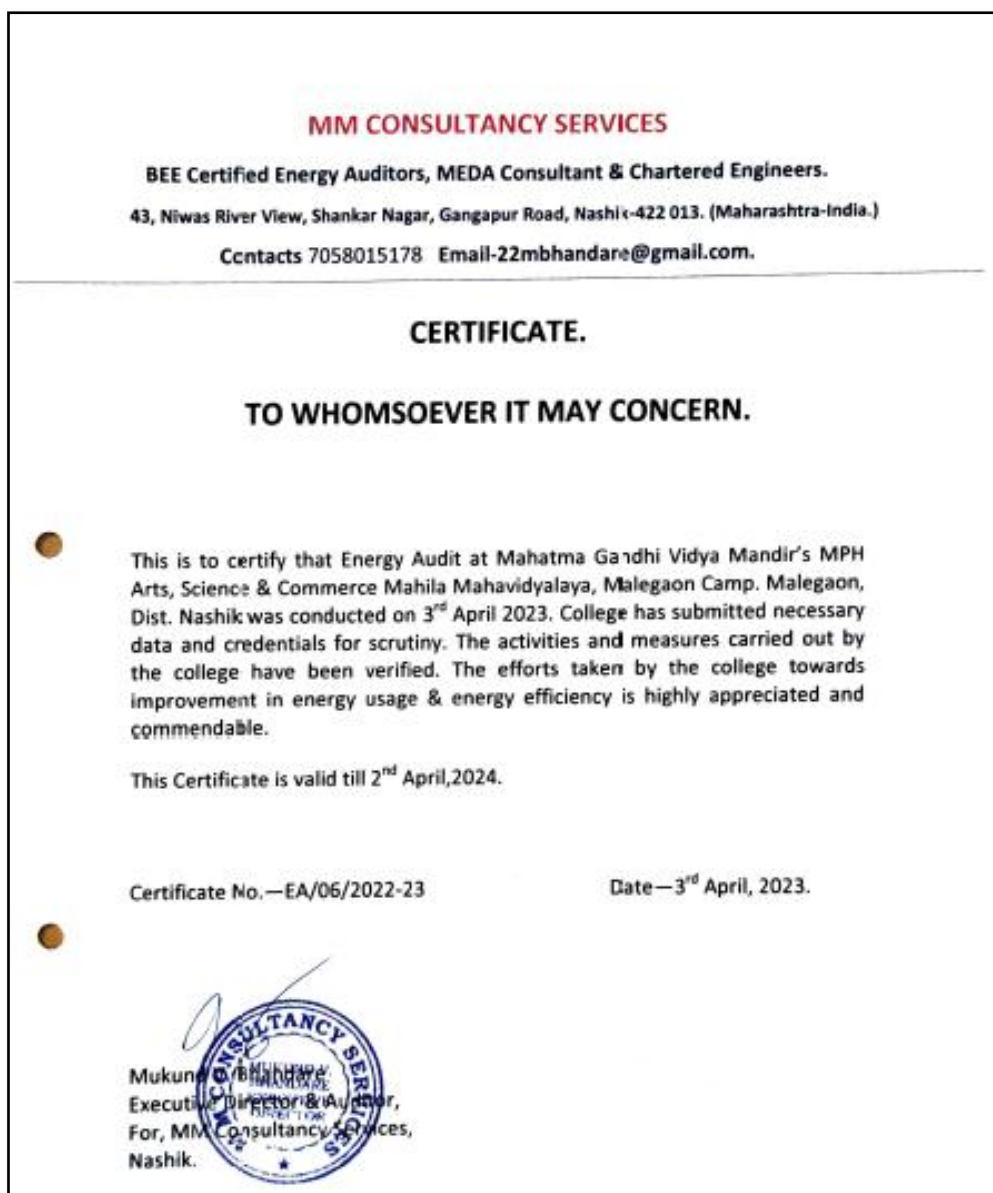 MM CONSULTANCY SERVICES
BEE Certified Energy Auditors, MEDA Consultant & Chartered Engineers.
43, Niwas River View, Shankar Nagar, Gangapur Road, Nashik-422 013. (Maharashtra-India.)
Contacts 7058015178 Email-22mbhandare@gmail.com.
CERTIFICATE.
TO WHOMSOEVER IT MAY CONCERN.
This is to certify that Energy Audit at Mahatma Gandhi Vidya Mandir's MPH
Arts, Science & Commerce Mahila Mahavidyalaya, Malegaon Camp. Malegaon,
Dist. Nashik was conducted on 3rd April 2023. College has submitted necessary
data and credentials for scrutiny. The activities and measures carried out by
the college have been verified. The efforts taken by the college towards
improvement in energy usage & energy efficiency is highly appreciated and
commendable.
This Certificate is valid till 2nd April,2024.
Certificate No.—EA/06/2022-23 Date—3rd April, 2023.
M CONSULTANCY SERVICES
MUKUND V.
BHANDARE
DIRECTOR
Mukund Bhandare
Executive Director & Auditor,
For, MM Consultancy Services,
Nashik.